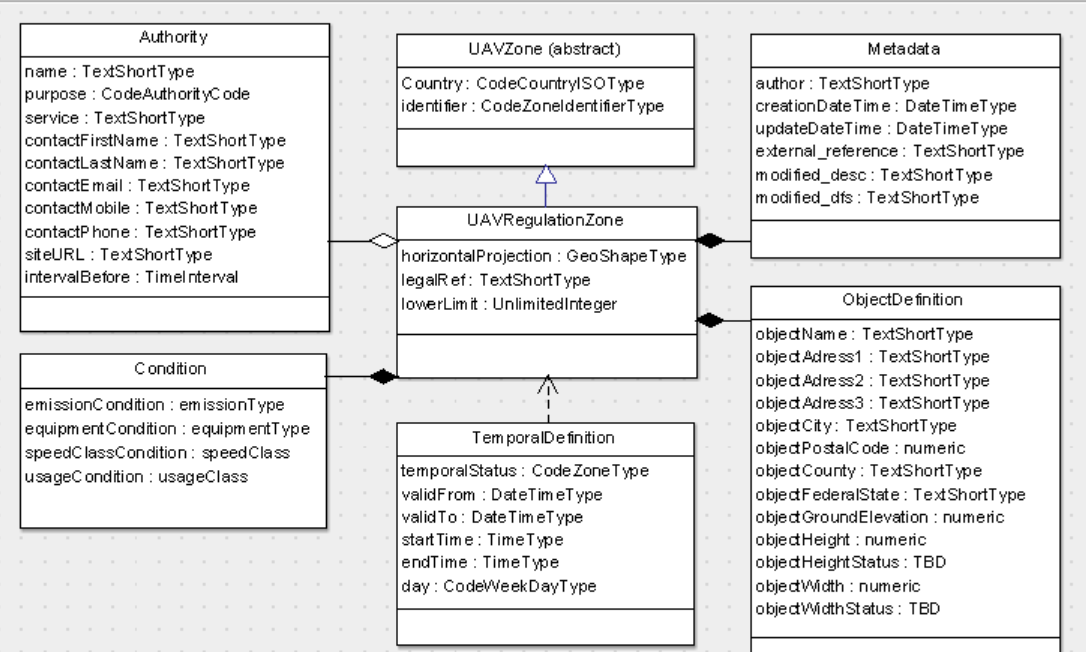 Authority
name : TextShortType
purpose : CodeAuthorityCode
service : TextShortType
contactFirstName : TextShortType
contactLastName : TextShortType
contactEmail : TextShortType
contactMobile : TextShortType
contactPhone : TextShortType
siteURL : TextShortType
intervalBefore : TimeInterval
UAVZone (abstract)
Country : CodeCountryISOType
identifier : CodeZoneIdentifierType
Metadata
author : TextShortType
creationDateTime : DateTimeType
updateDateTime : DateTimeType
external_reference : TextShortType
modified_desc : TextShortType
modified_dfs : TextShortType
UAVRegulationZone
horizontalProjection : GeoShapeType
legalRef : TextShortType
lowerLimit : UnlimitedInteger
Condition
emissionCondition : emissionType
equipmentCondition : equipmentType
speedClassCondition : speedClass
usageCondition : usageClass
TemporalDefinition
temporalStatus : CodeZoneType
validFrom : DateTimeType
validTo : DateTimeType
startTime : TimeType
endTime : TimeType
day : CodeWeekDayType
ObjectDefinition
objectName : TextShortType
objectAdress1 : TextShortType
objectAdress2 : TextShortType
objectAdress3 : TextShortType
objectCity : TextShortType
objectPostalCode : numeric
objectCounty : TextShortType
objectFederalState : TextShortType
objectGroundElevation : numeric
objectHeight : numeric
objectHeightStatus : TBD
objectWidth : numeric
objectWidthStatus : TBD